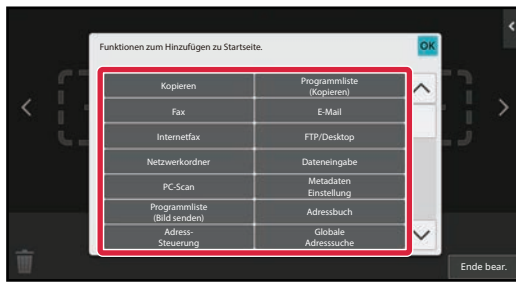 Funktionen zum Hinzufügen zu Startseite.
OK
Kopieren
Programmliste
(Kopieren)
Fax
E-Mail
Internetfax
FTP/Desktop
Netzwerkordner
Dateneingabe
PC-Scan
Metadaten
Einstellung
Programmliste
(Bild senden)
Adressbuch
Adress-
Steuerung
Globale
Adresssuche
Ende bear.